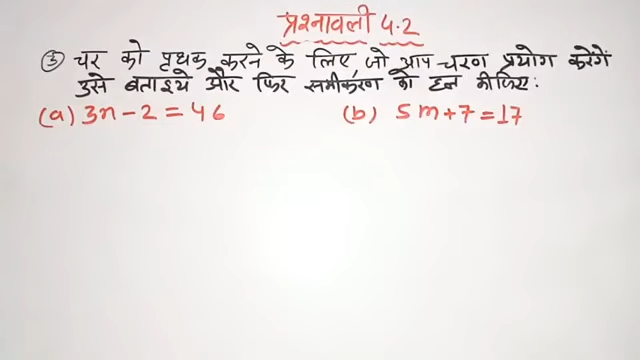 प्रश्नावली 4.2
③ चर को पृथक करने के लिए, जो आप चरण प्रयोग करेंगें
उसे बताइये और फिर समीकरण को हल कीजिए:
(a) 3n - 2 = 46 (b) 5m + 7 = 17